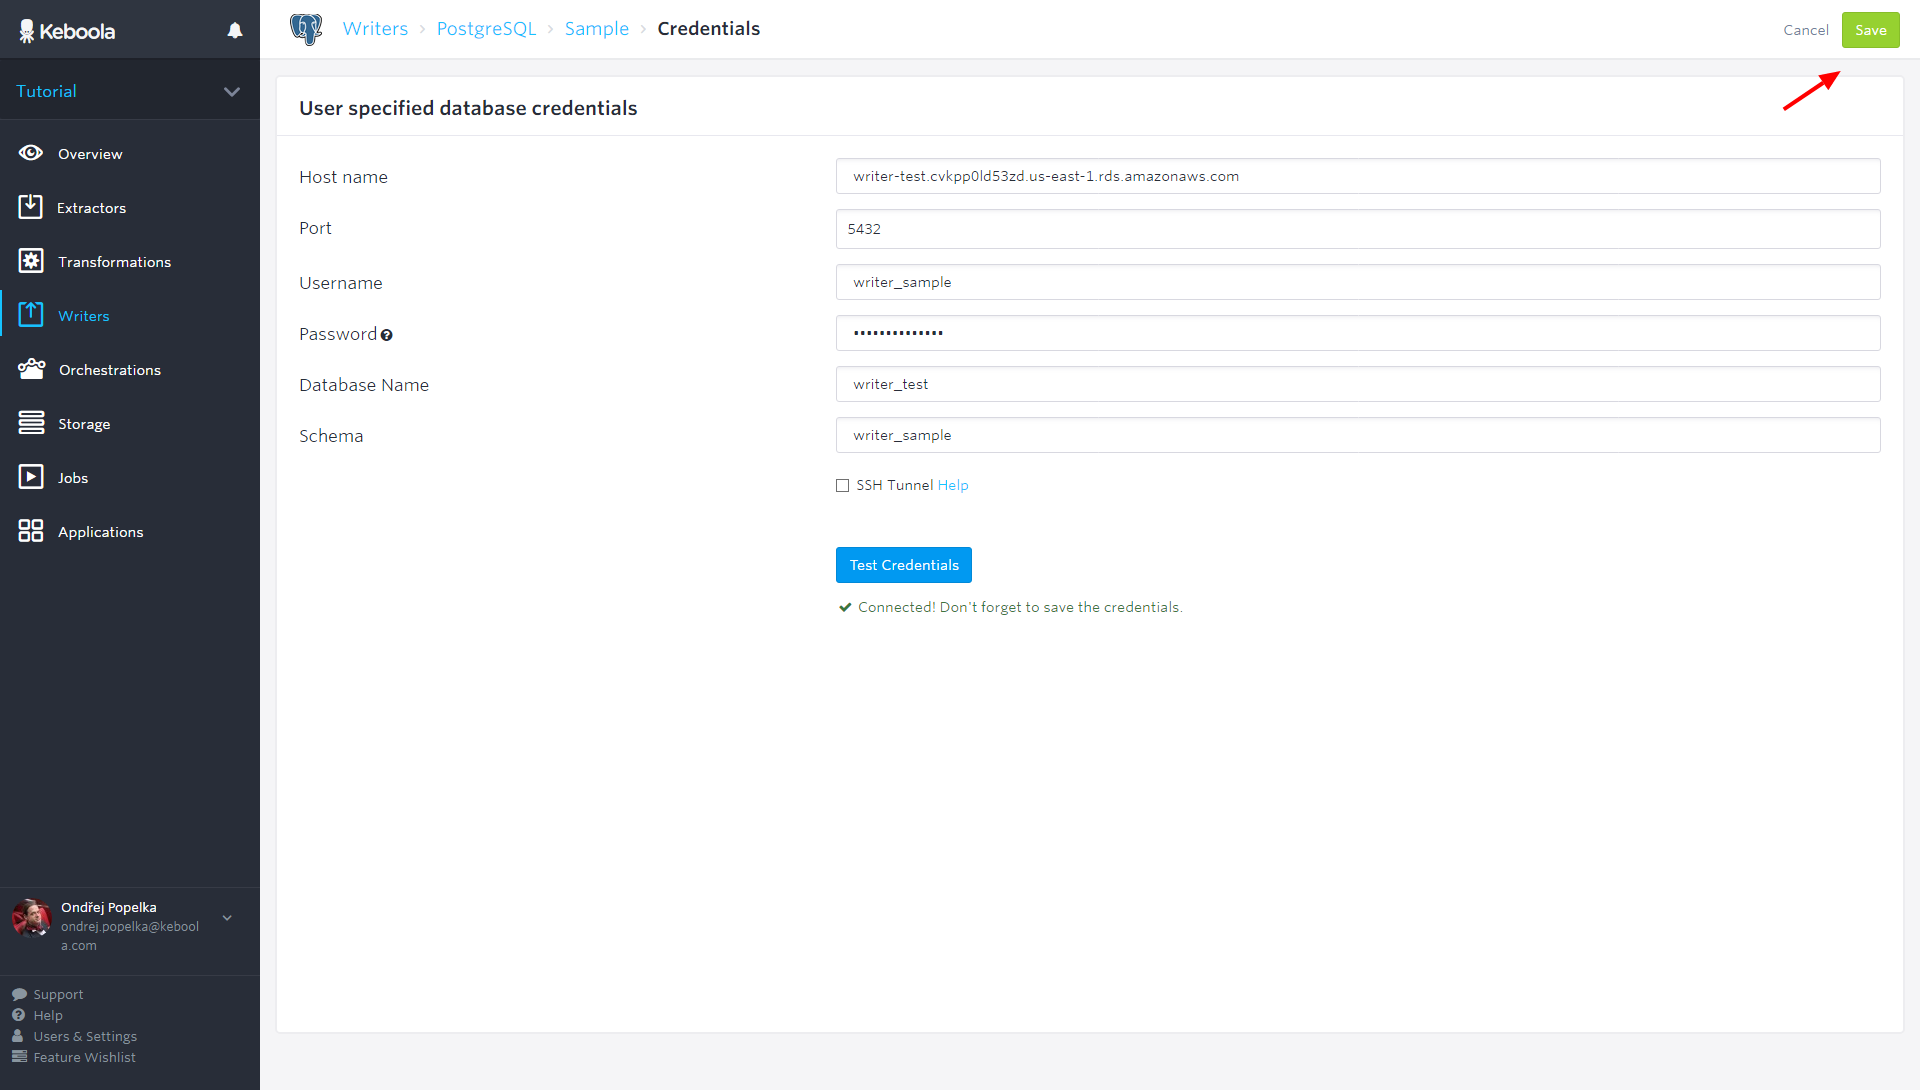 Keboola
Writers › PostgreSQL › Sample › Credentials
Cancel
Save
Tutorial
Overview
Extractors
Transformations
Writers
Orchestrations
Storage
Jobs
Applications
User specified database credentials
Host name
writer-test.cvkpp0ld53zd.us-east-1.rds.amazonaws.com
Port
5432
Username
writer_sample
Password
••••••••••••••
Database Name
writer_test
Schema
writer_sample
SSH Tunnel Help
Test Credentials
Connected! Don't forget to save the credentials.
Ondřej Popelka
ondrej.popelka@kebool
a.com
Support
Help
Users & Settings
Feature Wishlist